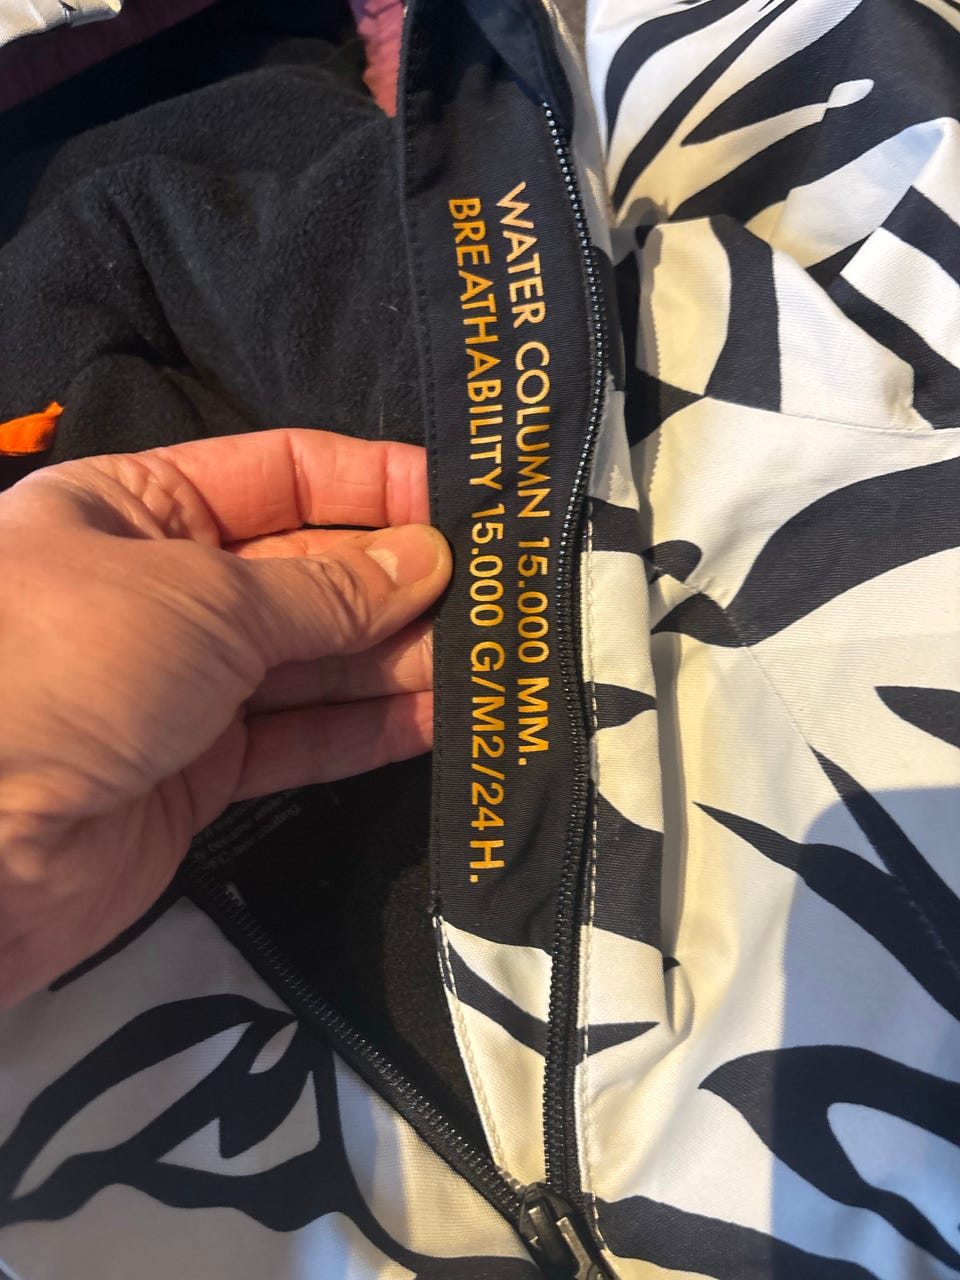 WATER COLUMN 15.000 MM.
BREATHABILITY 15.000 G/M2/24H.